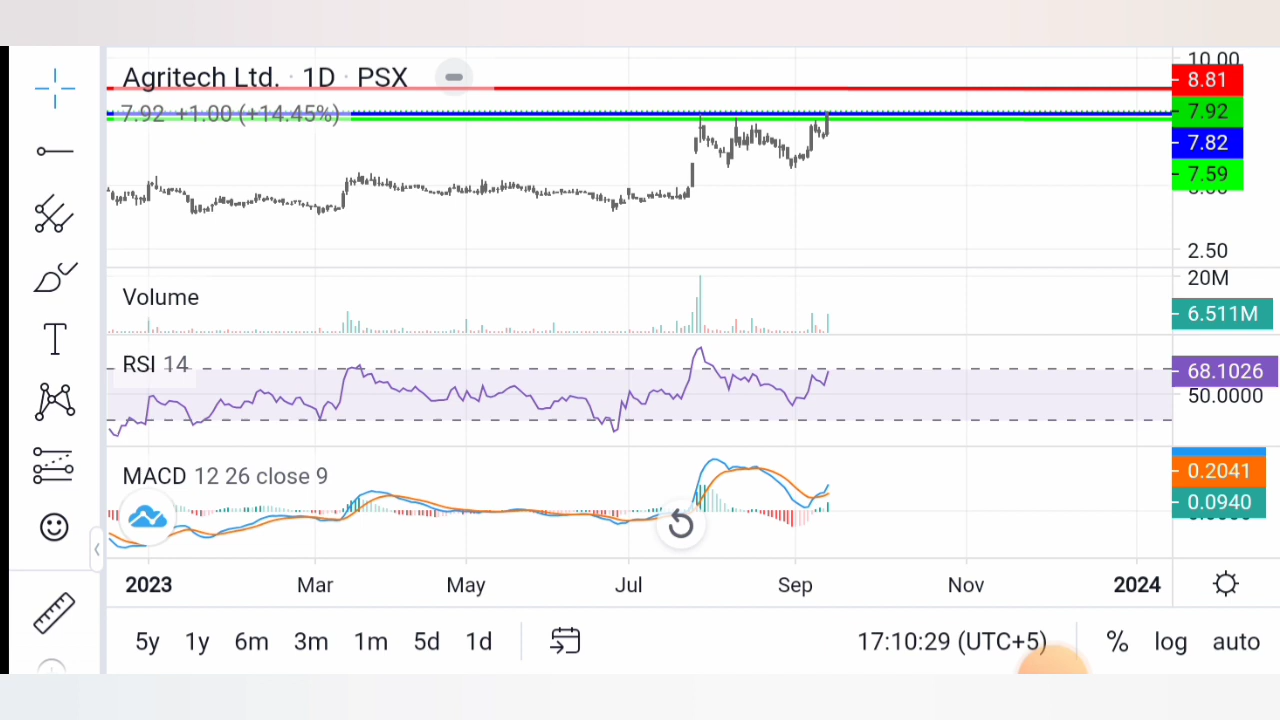 Agritech Ltd. · 1D · PSX
7.92 +1.00 (+14.45%)
10.00
8.81
7.92
7.82
7.59
2.50
Volume
20M
6.511M
RSI 14
68.1026
50.0000
MACD 12 26 close 9
0.2041
0.0940
2023 Mar May Jul Sep Nov 2024
5y 1y 6m 3m 1m 5d 1d 17:10:29 (UTC+5) % log auto